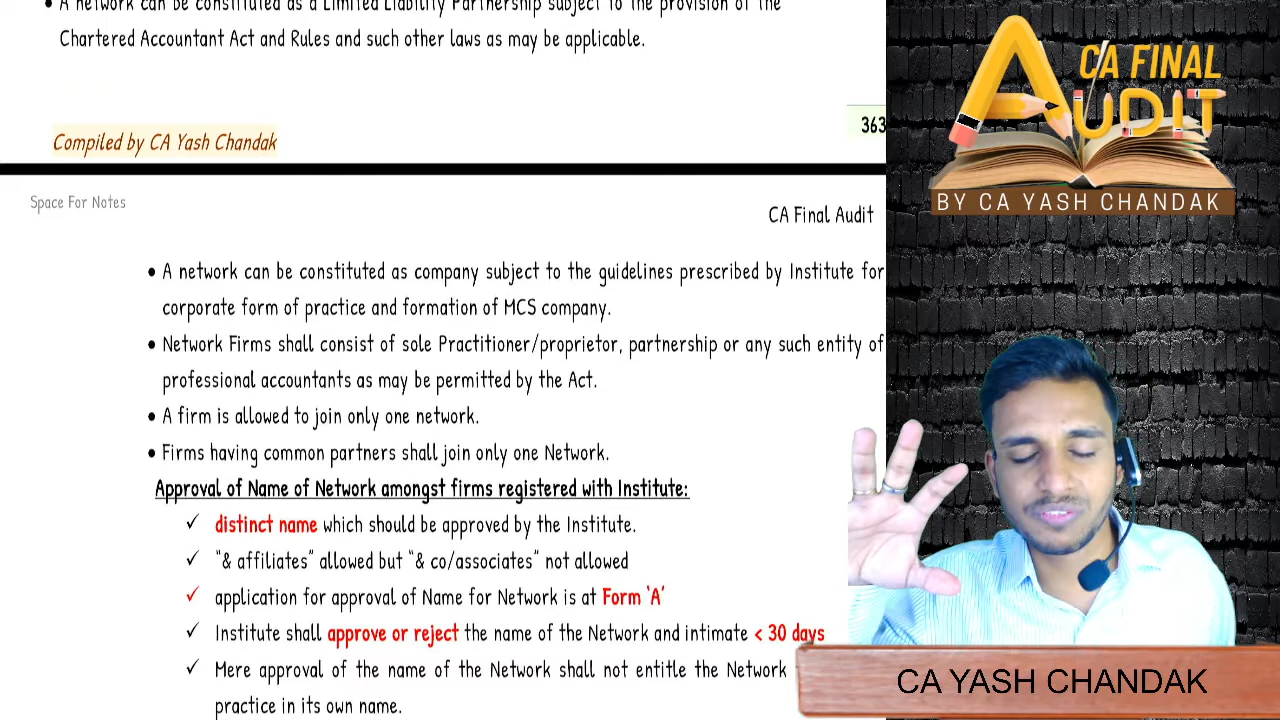 • A network can be constituted as a Limited Liability Partnership subject to the provision of the
Chartered Accountant Act and Rules and such other laws as may be applicable.
363
Compiled by CA Yash Chandak
Space For Notes
CA Final Audit
• A network can be constituted as company subject to the guidelines prescribed by Institute for
corporate form of practice and formation of MCS company.
• Network Firms shall consist of sole Practitioner/proprietor, partnership or any such entity of
professional accountants as may be permitted by the Act.
• A firm is allowed to join only one network.
• Firms having common partners shall join only one Network.
Approval of Name of Network amongst firms registered with Institute:
✓ distinct name which should be approved by the Institute.
✓ “& affiliates” allowed but “& co/associates” not allowed
✓ application for approval of Name for Network is at Form ‘A’
✓ Institute shall approve or reject the name of the Network and intimate < 30 days
✓ Mere approval of the name of the Network shall not entitle the Network
practice in its own name.
CA FINAL
AUDIT
BY CA YASH CHANDAK
CA YASH CHANDAK